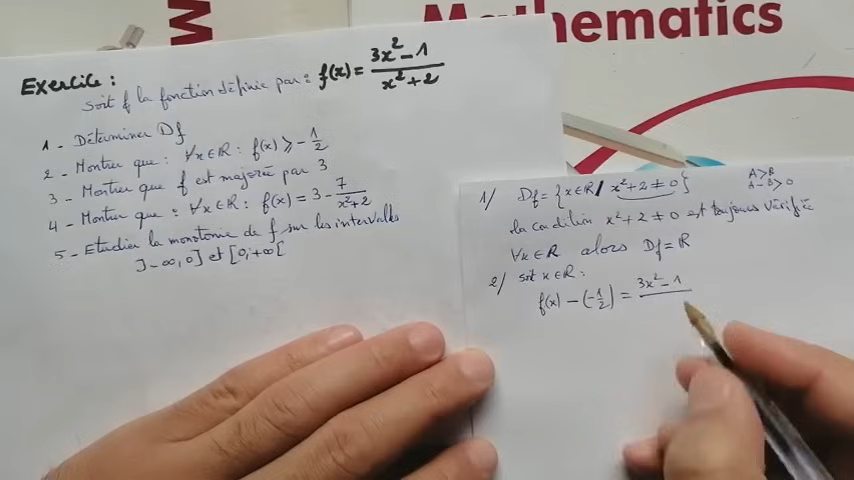 Mathematics
M
Exercice :
soit f la fonction définie par : f(x) = (3x² - 1)/(x² + 2)
1 - Déterminer Df
2 - Montrer que : ∀x∈ℝ : f(x) ⩾ -1/2
3 - Montrer que f est majorée par 3
4 - Montrer que : ∀x∈ℝ : f(x) = 3 - 7/(x²+2)
5 - Etudier la monotonie de f sur les intervalles
]-∞,0] et [0;+∞[
A>B
A-B>0
1/ Df = {x∈ℝ / x²+2 ≠ 0}
la condition x²+2 ≠ 0 est toujours vérifiée
∀x∈ℝ alors Df = ℝ
2/ soit x∈ℝ :
f(x) - (-1/2) = 3x² - 1